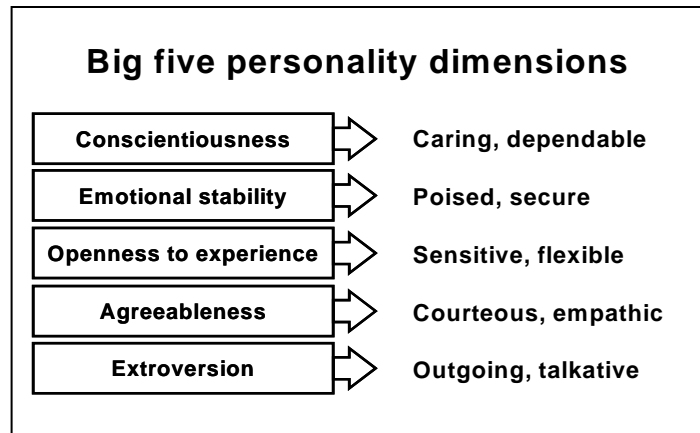 Big five personality dimensions
Conscientiousness Caring, dependable
Emotional stability Poised, secure
Openness to experience Sensitive, flexible
Agreeableness Courteous, empathic
Extroversion Outgoing, talkative